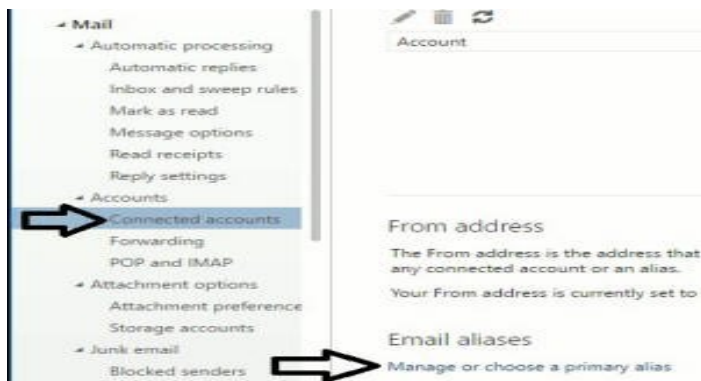 Mail
Automatic processing
Automatic replies
Inbox and sweep rules
Mark as read
Message options
Read receipts
Reply settings
Accounts
Connected accounts
Forwarding
POP and IMAP
Attachment options
Attachment preference
Storage accounts
Junk email
Blocked senders
Account
From address
The From address is the address that
any connected account or an alias.
Your From address is currently set to
Email aliases
Manage or choose a primary alias